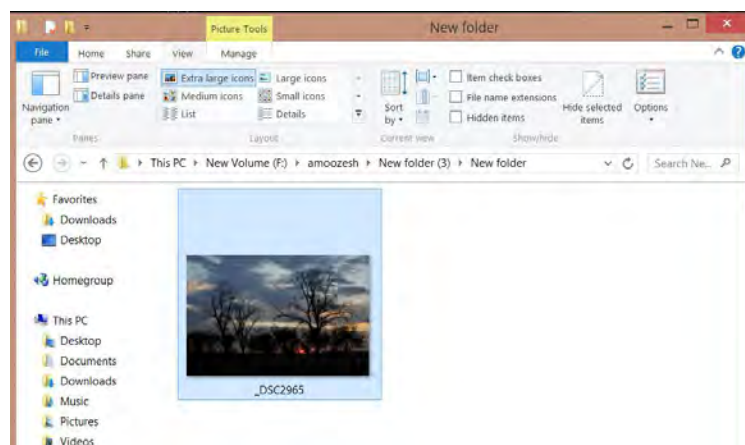 Picture Tools
New folder
File Home Share View Manage
Navigation pane
Preview pane
Details pane
Panes
Extra large icons Large icons
Medium icons Small icons
List Details
Layout
Sort by
Current view
Item check boxes
File name extensions
Hidden items
Hide selected items
Show/hide
Options
This PC New Volume (F:) amoozesh New folder (3) New folder
Search Ne...
Favorites
Downloads
Desktop
Homegroup
This PC
Desktop
Documents
Downloads
Music
Pictures
Videos
_DSC2965